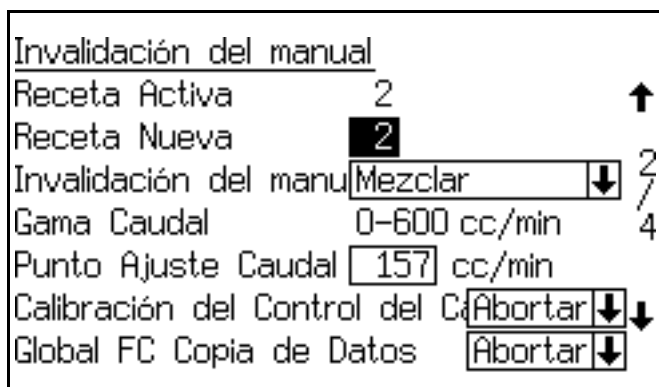 Invalidación del manual
Receta Activa 2
Receta Nueva 2
Invalidación del manu Mezclar
Gama Caudal 0-600 cc/min
Punto Ajuste Caudal 157 cc/min
Calibración del Control del Ca Abortar
Global FC Copia de Datos Abortar
2/4